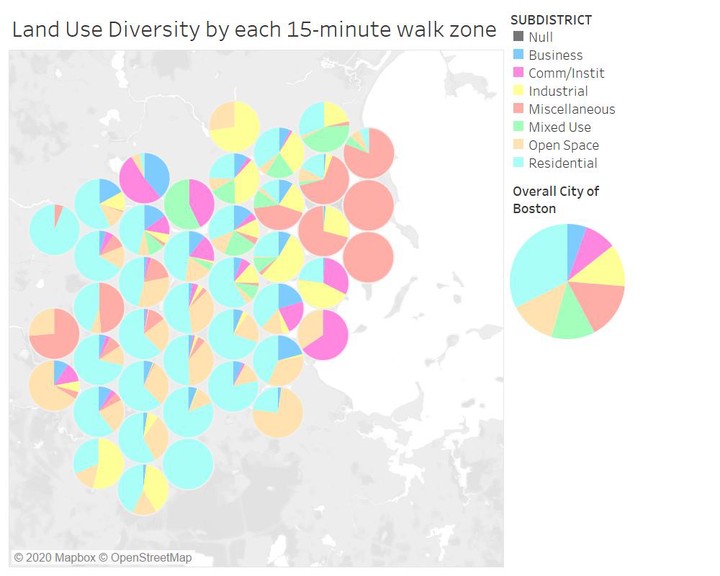 Land Use Diversity by each 15-minute walk zone
SUBDISTRICT
Null
Business
Comm/Instit
Industrial
Miscellaneous
Mixed Use
Open Space
Residential
Overall City of
Boston
© 2020 Mapbox © OpenStreetMap